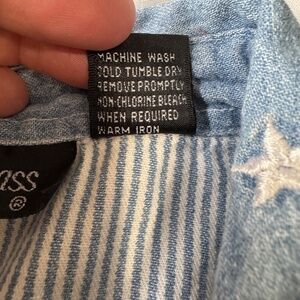 MACHINE WASH
COLD TUMBLE DRY
REMOVE PROMPTLY
NON-CHLORINE BLEACH
WHEN REQUIRED
WARM IRON
ass
®